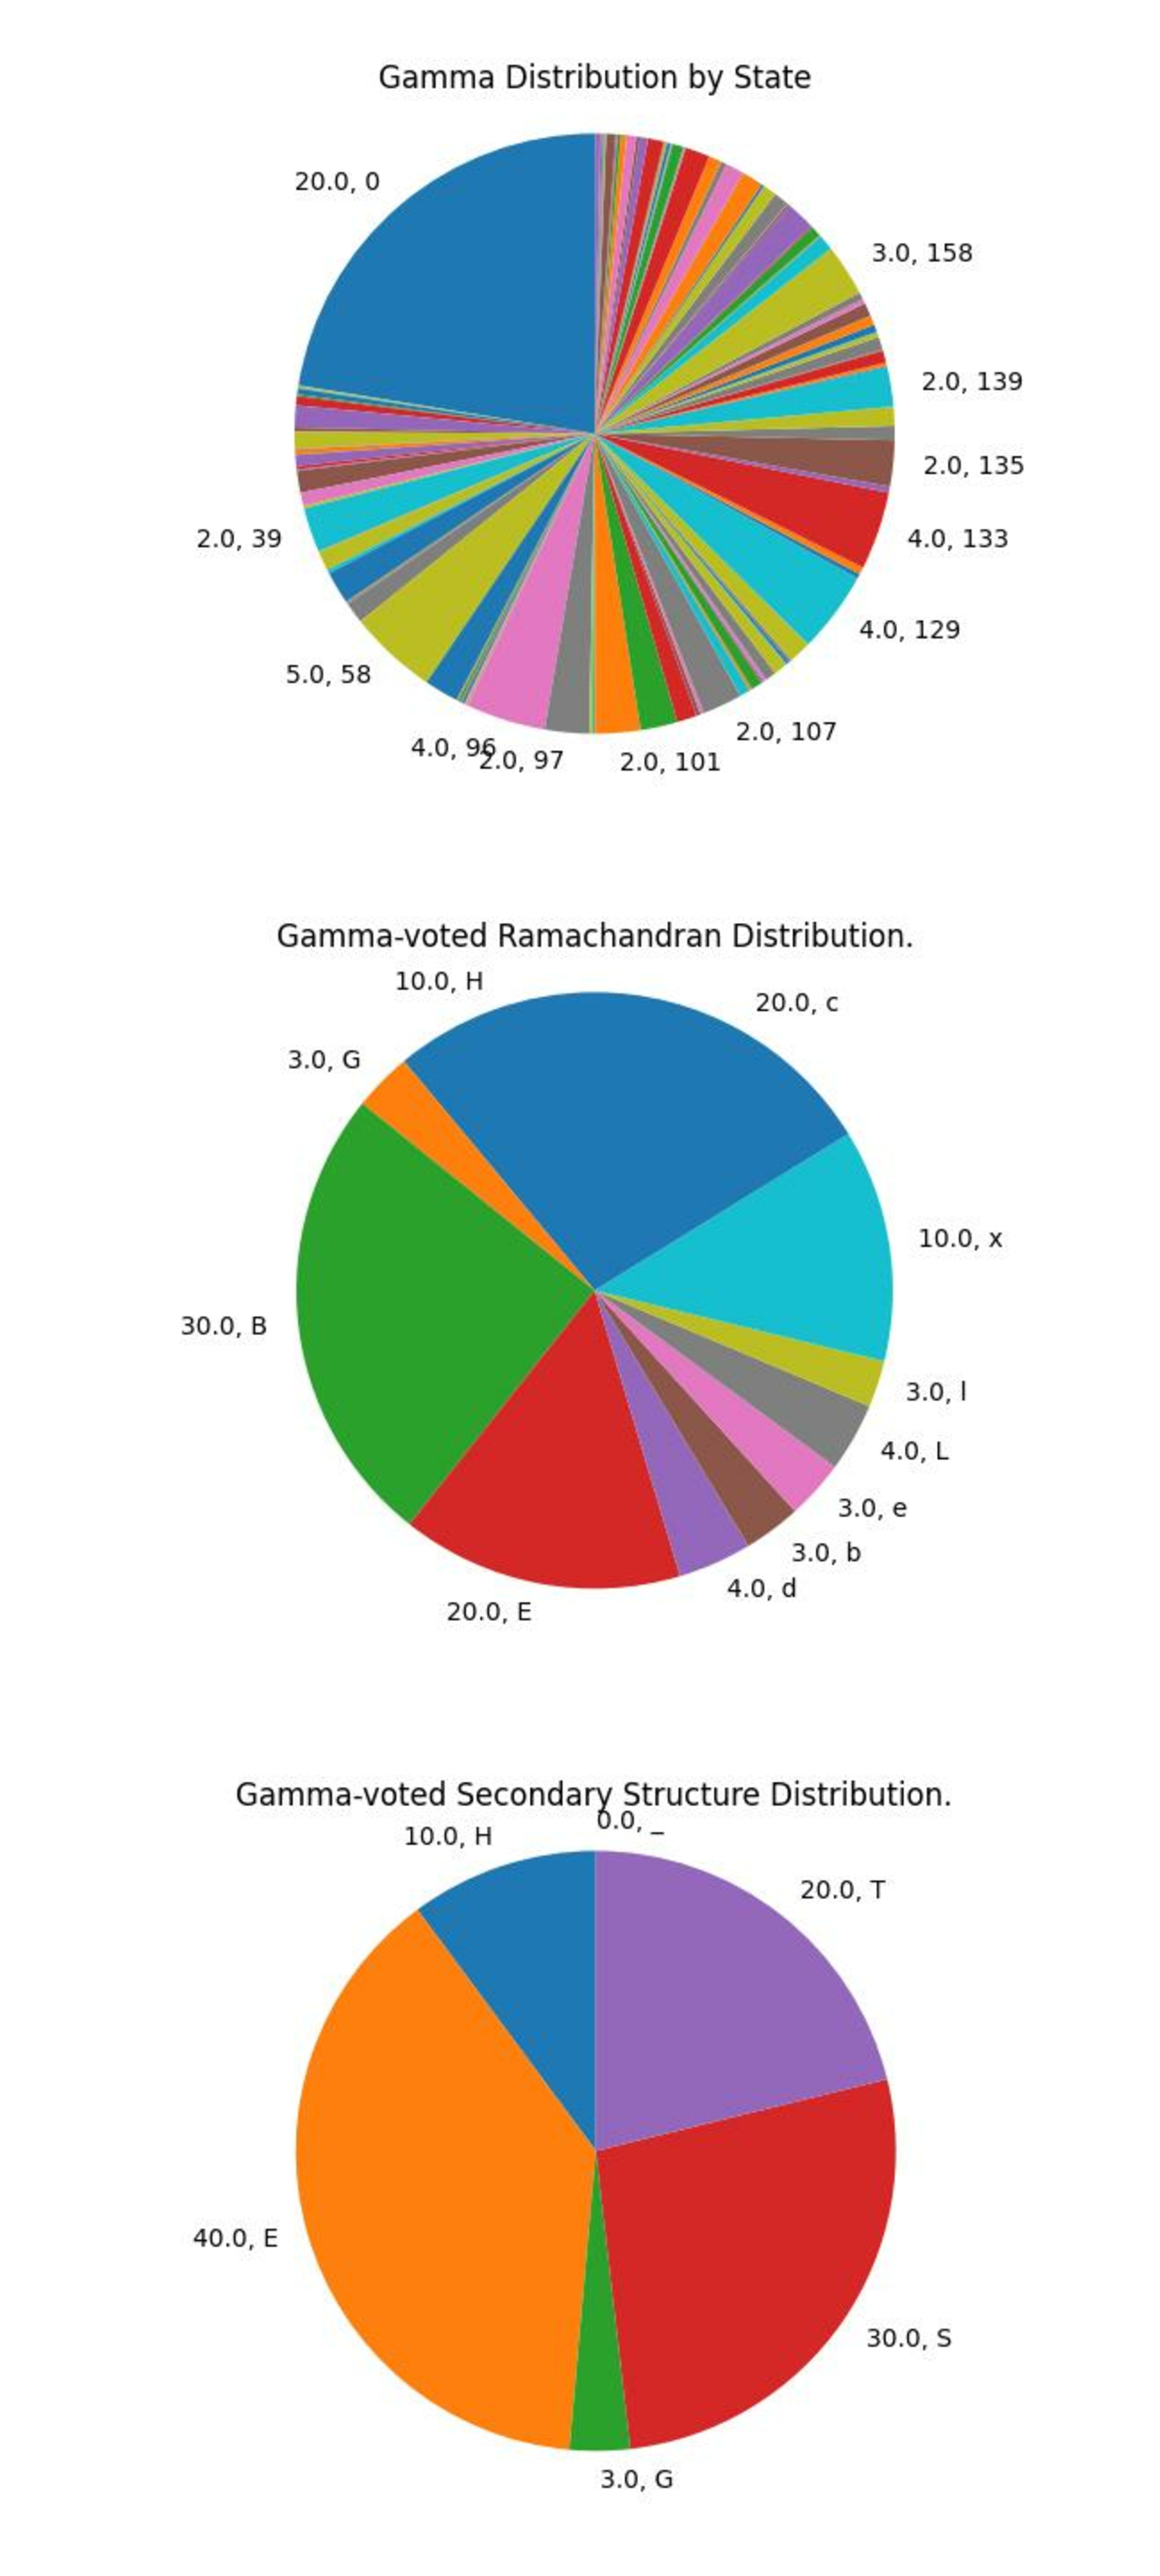 Gamma Distribution by State
20.0, 0
3.0, 158
2.0, 139
2.0, 135
2.0, 39
4.0, 133
4.0, 129
5.0, 58
2.0, 107
4.0, 96
2.0, 97
2.0, 101
Gamma-voted Ramachandran Distribution.
10.0, H
20.0, c
3.0, G
10.0, x
30.0, B
3.0, l
4.0, L
3.0, e
3.0, b
4.0, d
20.0, E
Gamma-voted Secondary Structure Distribution.
0.0, _
10.0, H
20.0, T
40.0, E
30.0, S
3.0, G